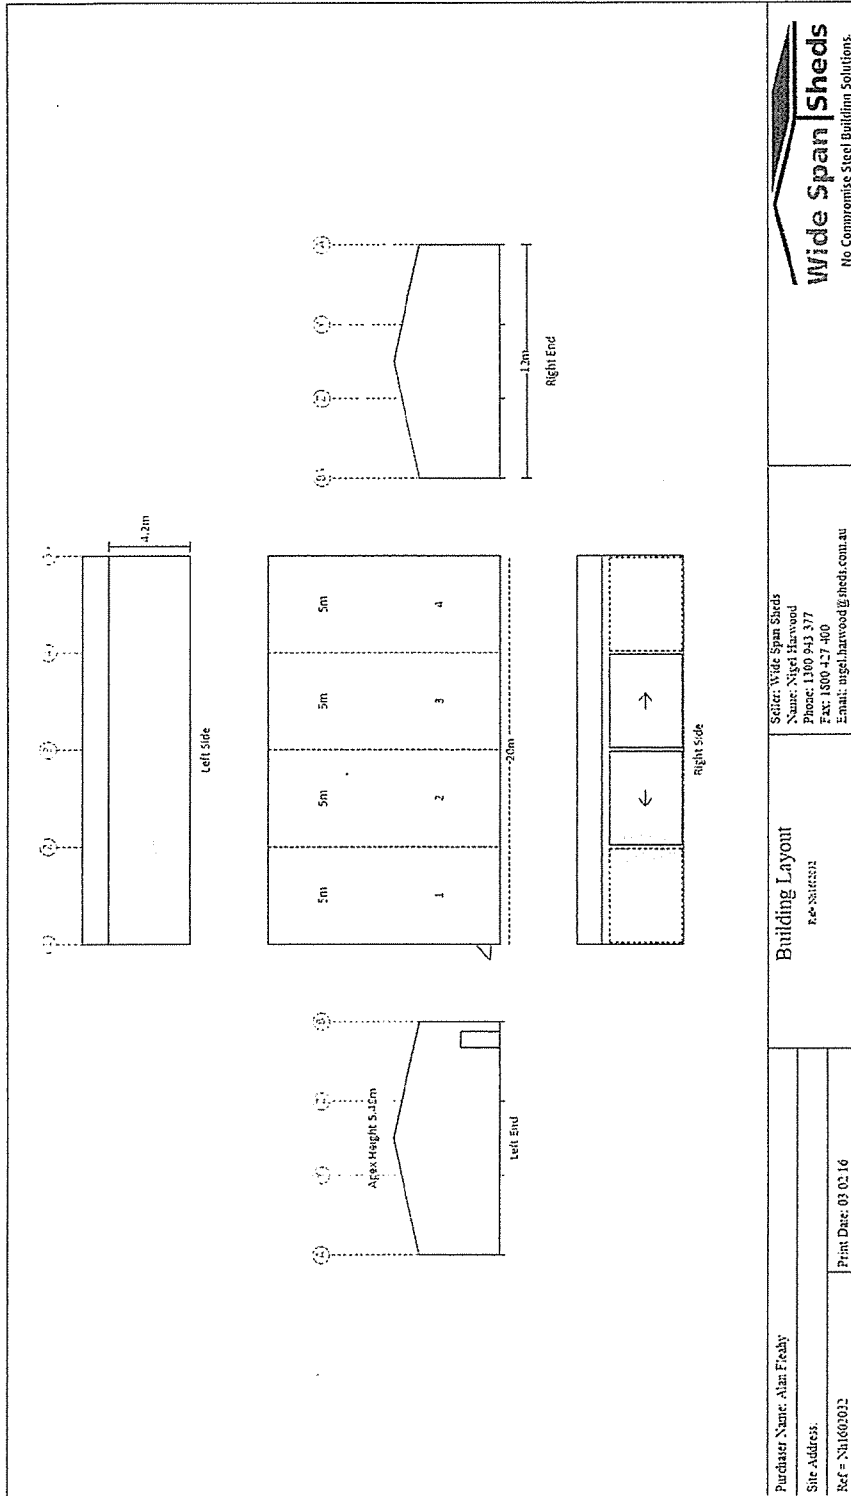 4.2m
Left Side
A
Y
Z
B
Apex Height
Left End
5m
5m
5m
5m
1
2
3
4
20m
B
Z
Y
A
12m
Right End
Right Side
Purchaser Name: Alan
Site Address:
Ref = Nh1602032
Print Date: 03 02 16
Building Layout
Seller: Wide Span Sheds
Name: Nigel Harwood
Phone: 1300 943 377
Fax: 1800 427 400
Email: nigel.harwood@sheds.com.au
Wide Span Sheds
No Compromise Steel Building Solutions.